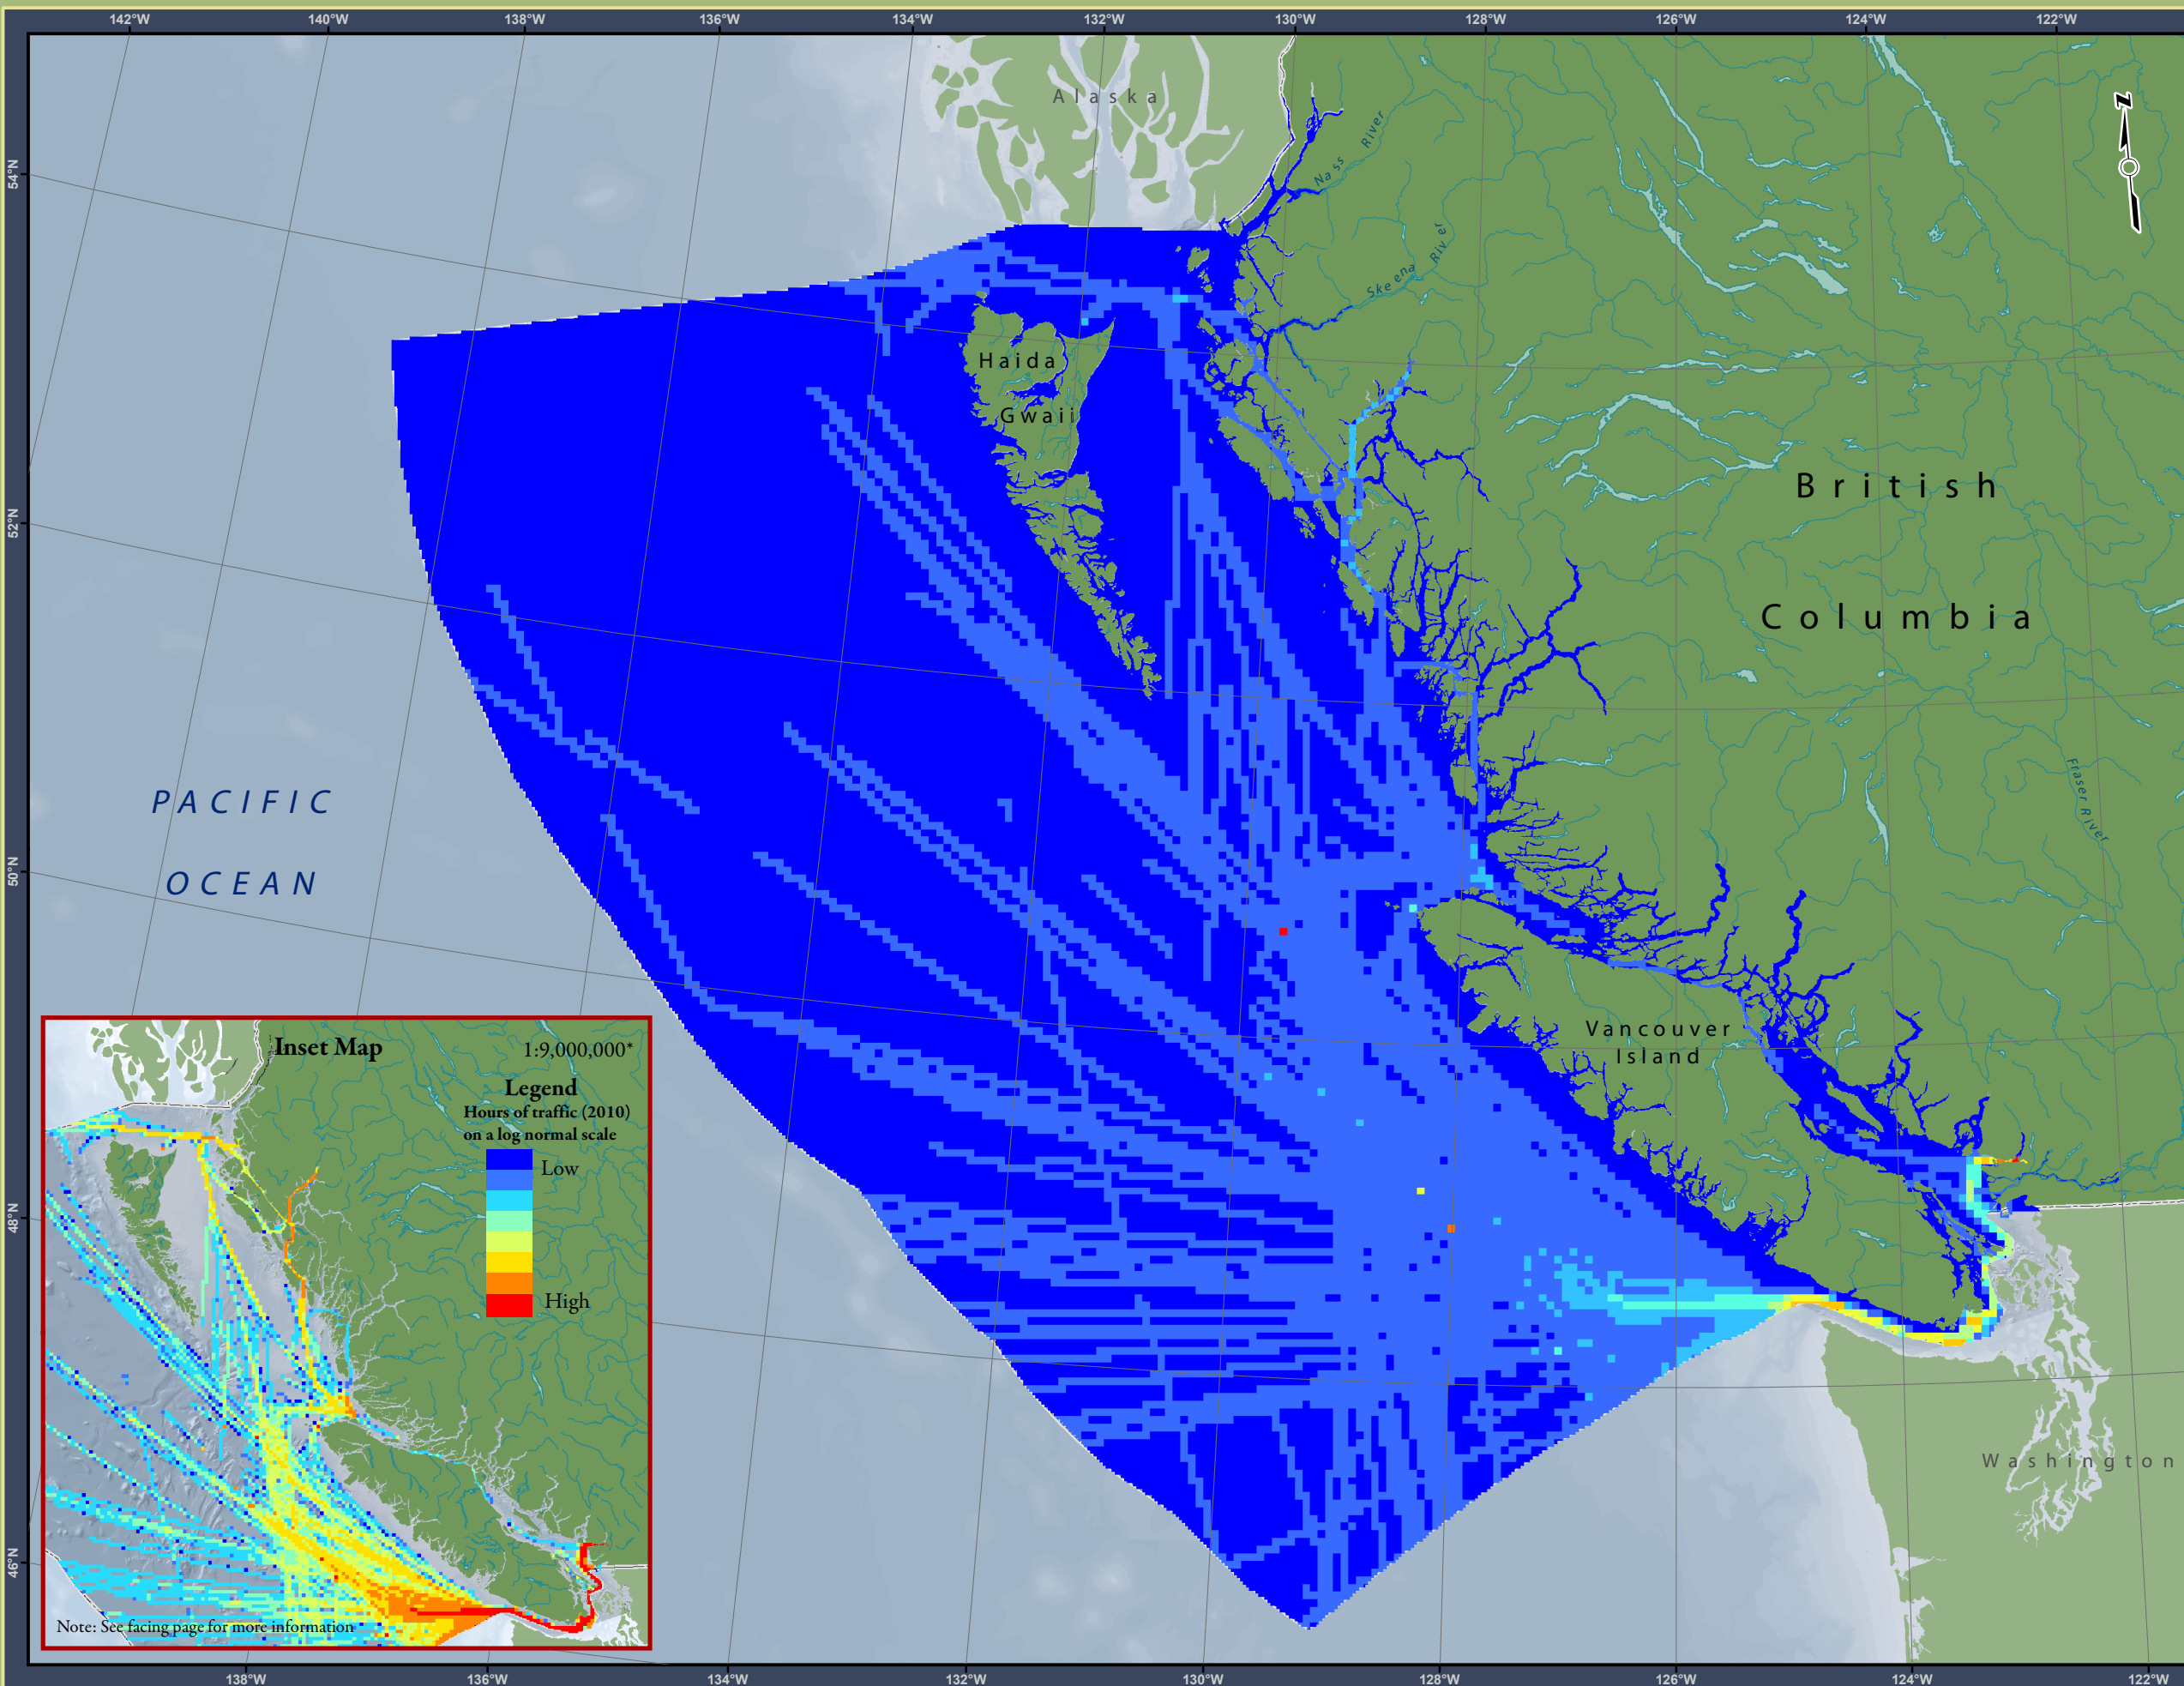 142°W 140°W 138°W 136°W 134°W 132°W 130°W 128°W 126°W 124°W 122°W
Alaska
N
Nass River
54°N
Skeena River
Haida
Gwaii
British
52°N
Columbia
PACIFIC
Fraser River
OCEAN
50°N
Vancouver
Island
Inset Map
1:9,000,000*
Legend
Hours of traffic (2010)
on a log normal scale
Low
48°N
High
Washington
46°N
Note: See facing page for more information
138°W 136°W 134°W 132°W 130°W 128°W 126°W 124°W 122°W